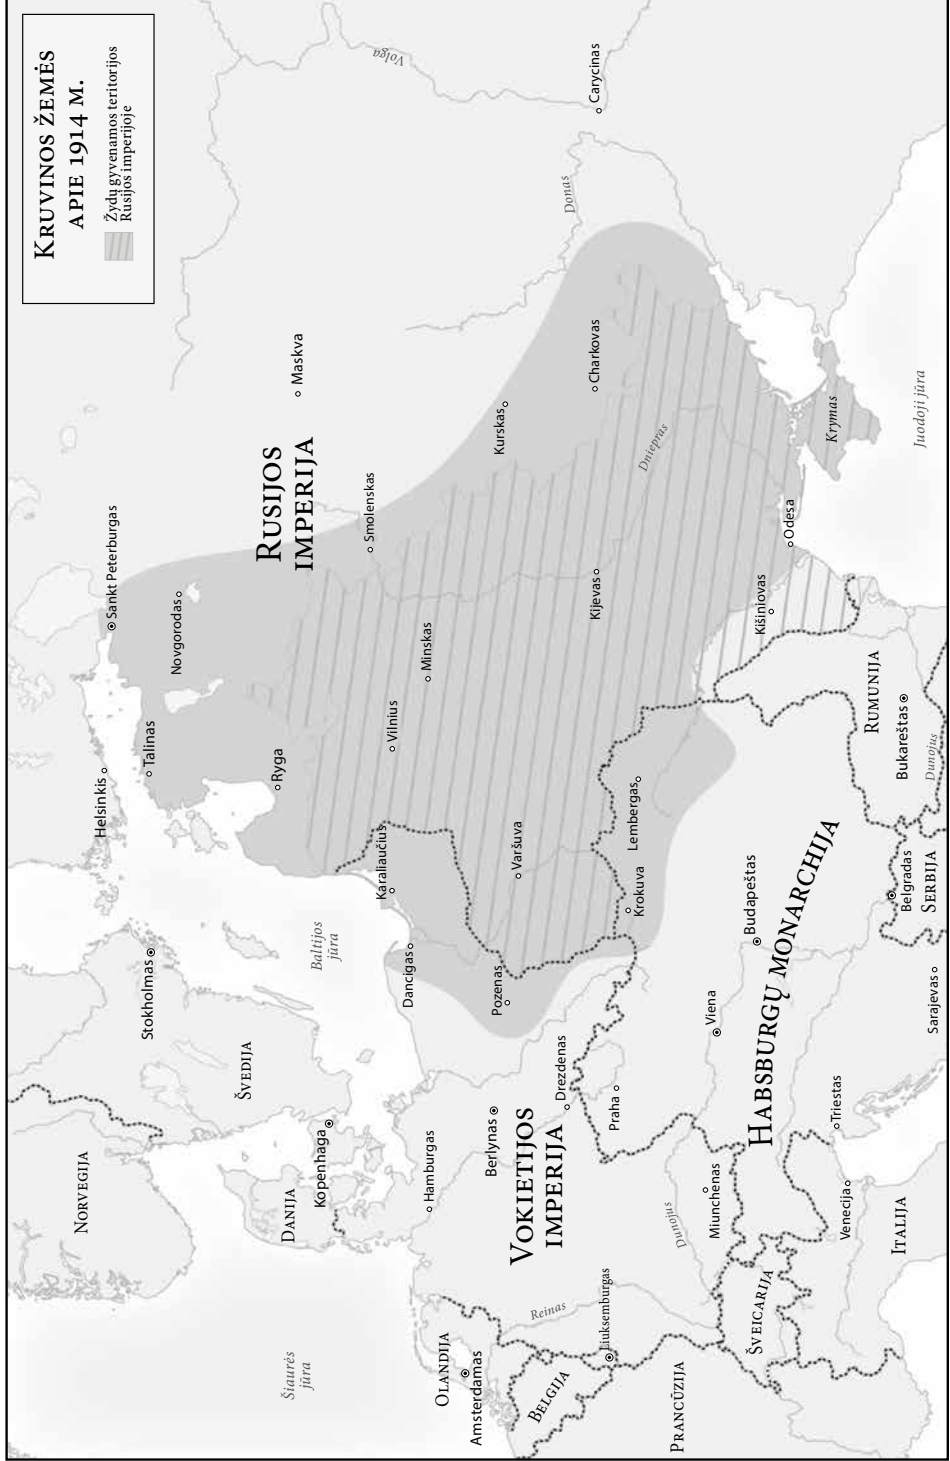 Kruvinos žemės
apie 1914 m.
Žydų gyvenamos teritorijos
Rusijos imperijoje
Norvegija
Švedija
Stokholmas
Helsinkis
Talinas
Sankt Peterburgas
Novgorodas
Ryga
Maskva
Volga
Rusijos
imperija
Smolenskas
Kurskas
Charkovas
Donas
Carycinas
Šiaurės
jūra
Danija
Kopenhaga
Baltijos
jūra
Karaliaučius
Dancigas
Vilnius
Minskas
Hamburgas
Berlynas
Pozenas
Varšuva
Kijevas
Dniepras
Olandija
Amsterdamas
Belgija
Liuksemburgas
Reinas
Vokietijos
imperija
Drezdenas
Praha
Krokuva
Lembergas
Prancūzija
Šveicarija
Dunojus
Miunchenas
Viena
Budapeštas
Habsburgų monarchija
Kišiniovas
Odesa
Krymas
Juodoji jūra
Italija
Venecija
Triestas
Sarajevas
Belgradas
Serbija
Rumunija
Bukareštas
Dunojus